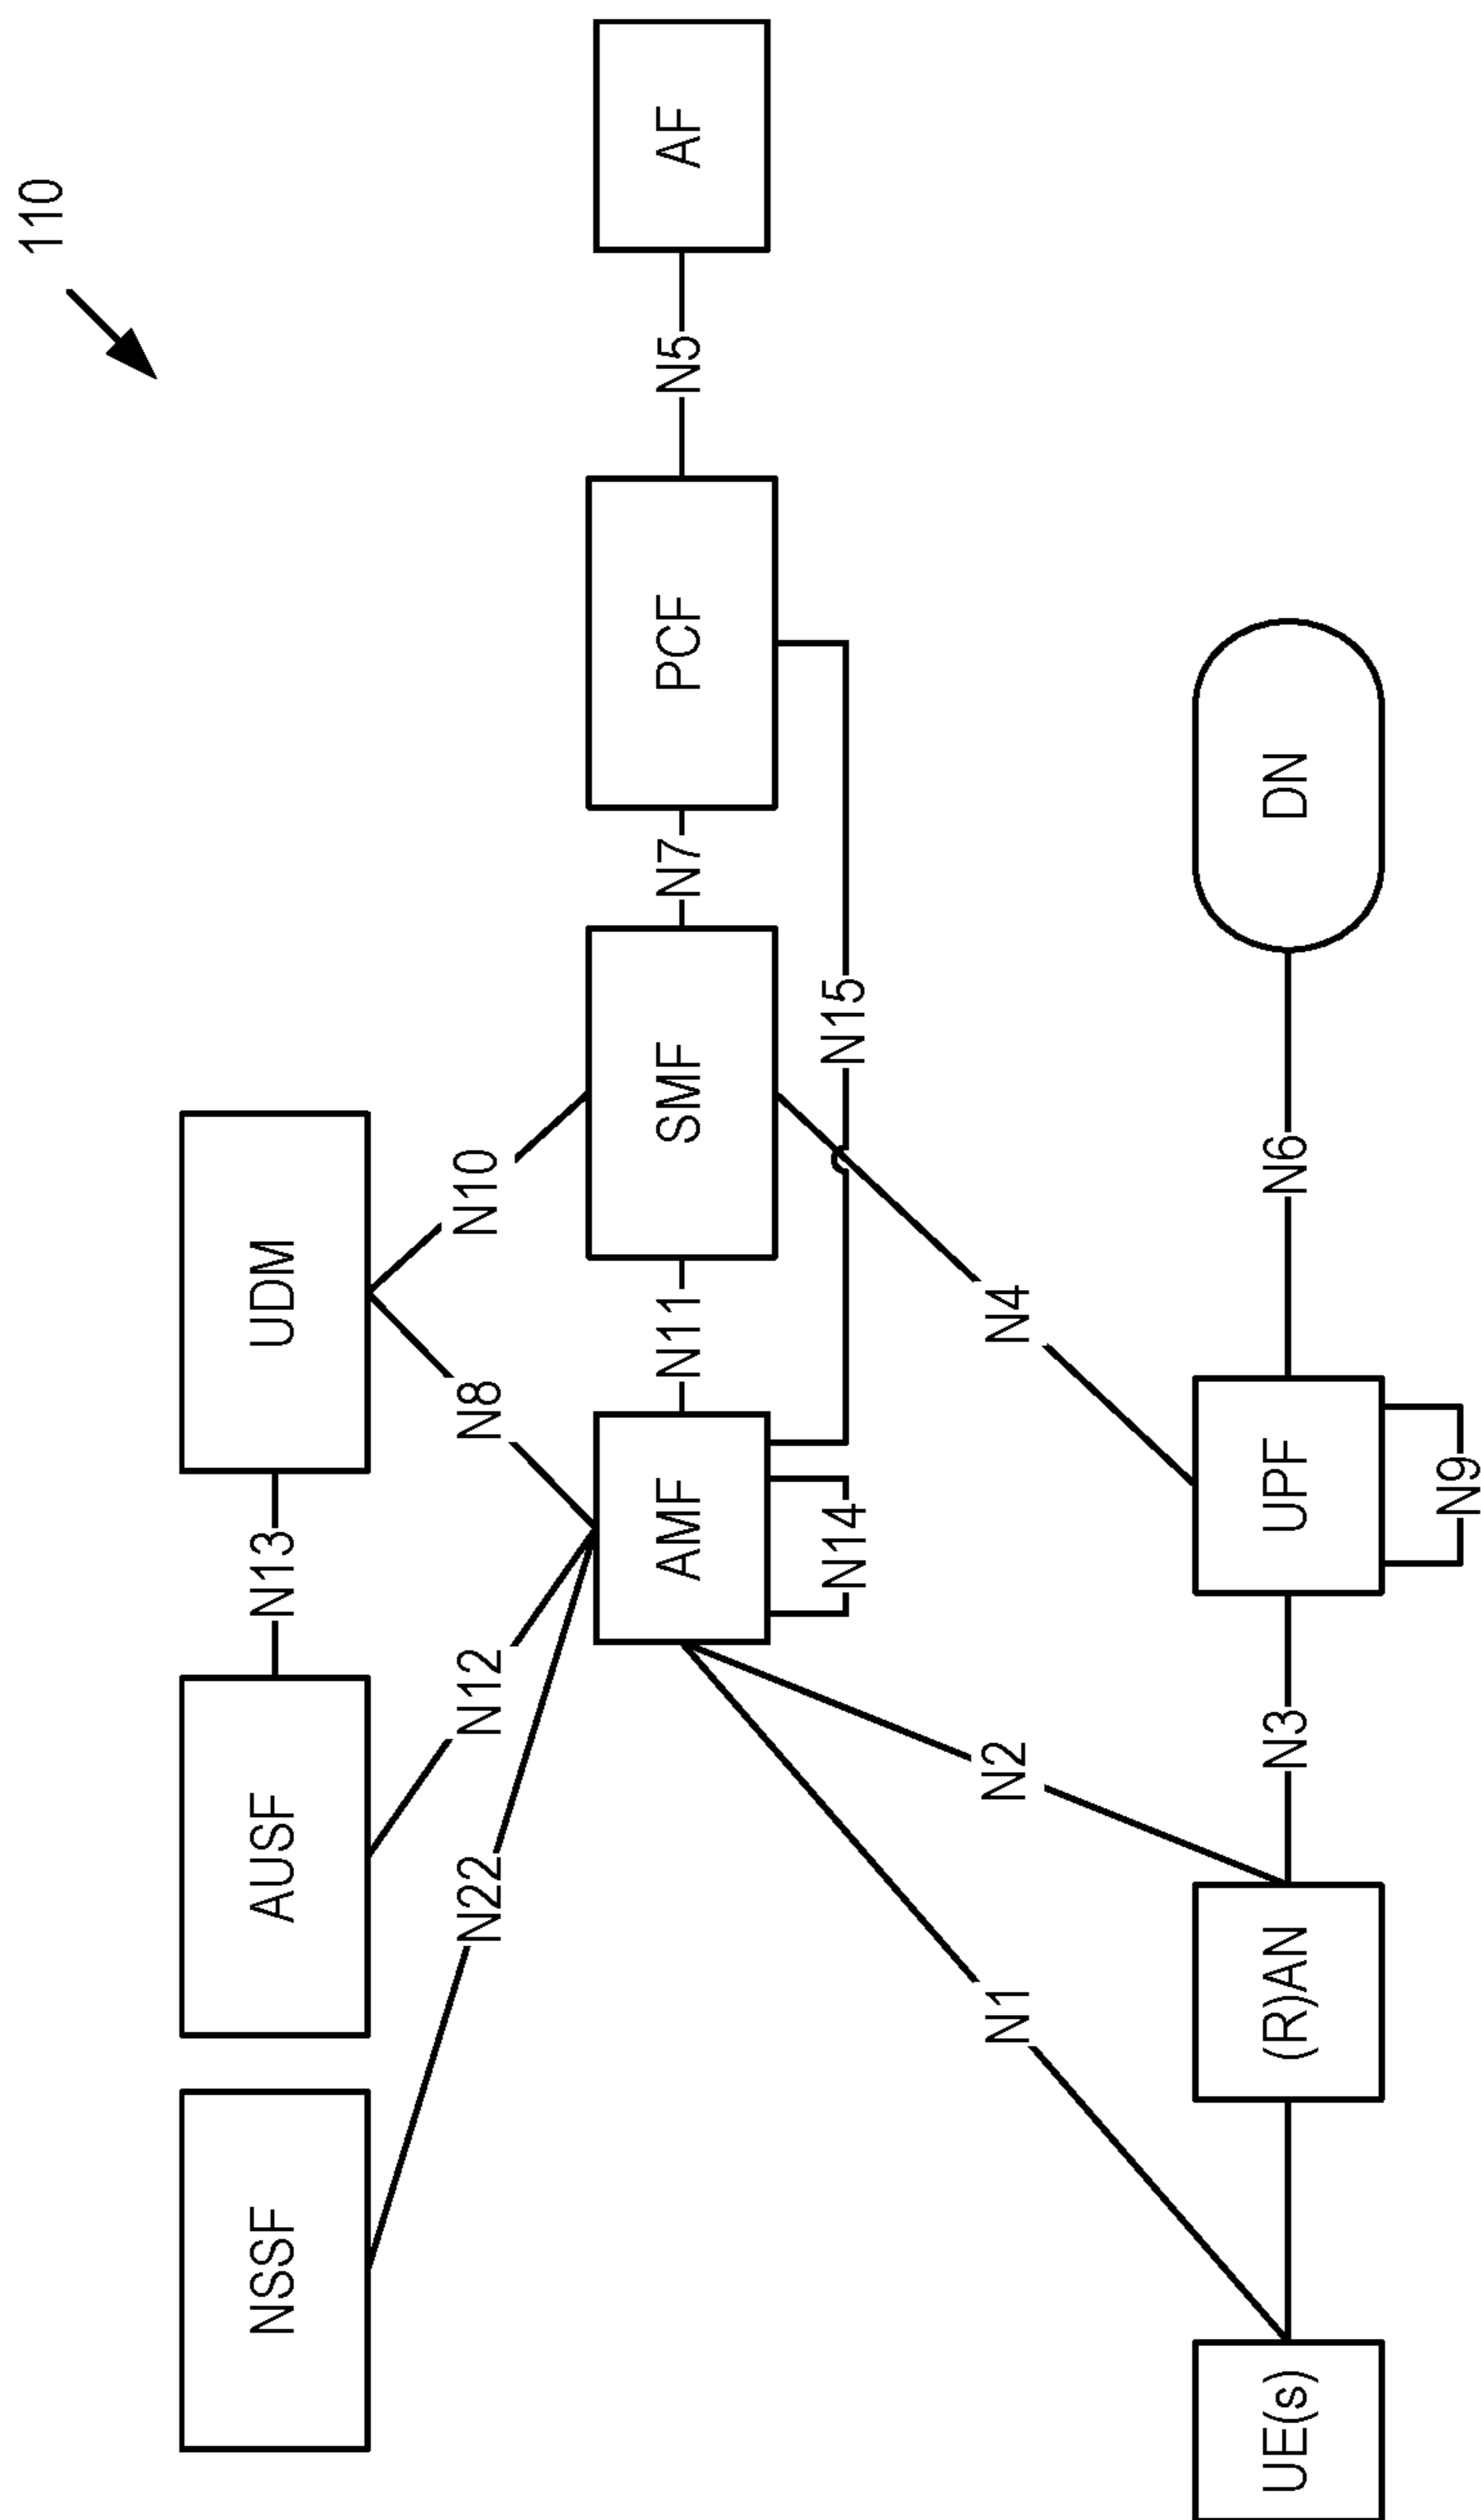 110
NSSF
AUSF
N13
UDM
N22
N12
N8
N10
AMF
N11
SMF
N7
PCF
N5
AF
N14
N15
N1
N2
N4
UE(s)
(R)AN
N3
UPF
N6
DN
N9